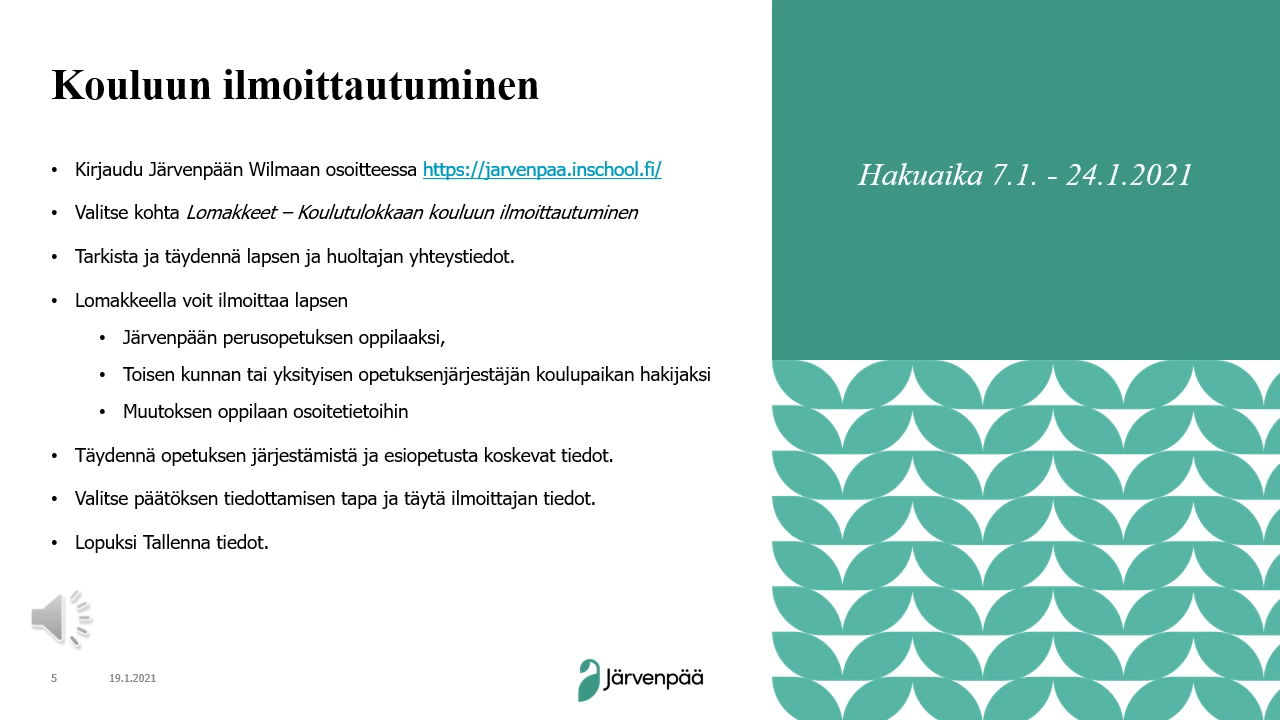 Kouluun ilmoittautuminen
• Kirjaudu Järvenpään Wilmaan osoitteessa https://jarvenpaa.inschool.fi/
• Valitse kohta Lomakkeet – Koulutulokkaan kouluun ilmoittautuminen
• Tarkista ja täydennä lapsen ja huoltajan yhteystiedot.
• Lomakkeella voit ilmoittaa lapsen
• Järvenpään perusopetuksen oppilaaksi,
• Toisen kunnan tai yksityisen opetuksenjärjestäjän koulupaikan hakijaksi
• Muutoksen oppilaan osoitetietoihin
• Täydennä opetuksen järjestämistä ja esiopetusta koskevat tiedot.
• Valitse päätöksen tiedottamisen tapa ja täytä ilmoittajan tiedot.
• Lopuksi Tallenna tiedot.
Hakuaika 7.1. - 24.1.2021
5 19.1.2021
Järvenpää